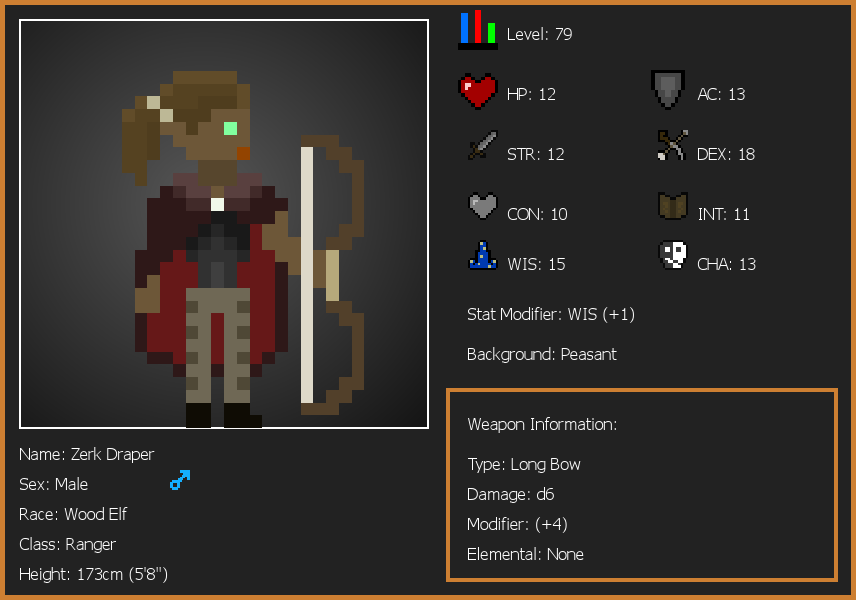 Level: 79
HP: 12
AC: 13
STR: 12
DEX: 18
CON: 10
INT: 11
WIS: 15
CHA: 13
Stat Modifier: WIS (+1)
Background: Peasant
Weapon Information:
Type: Long Bow
Damage: d6
Modifier: (+4)
Elemental: None
Name: Zerk Draper
Sex: Male
Race: Wood Elf
Class: Ranger
Height: 173cm (5'8")